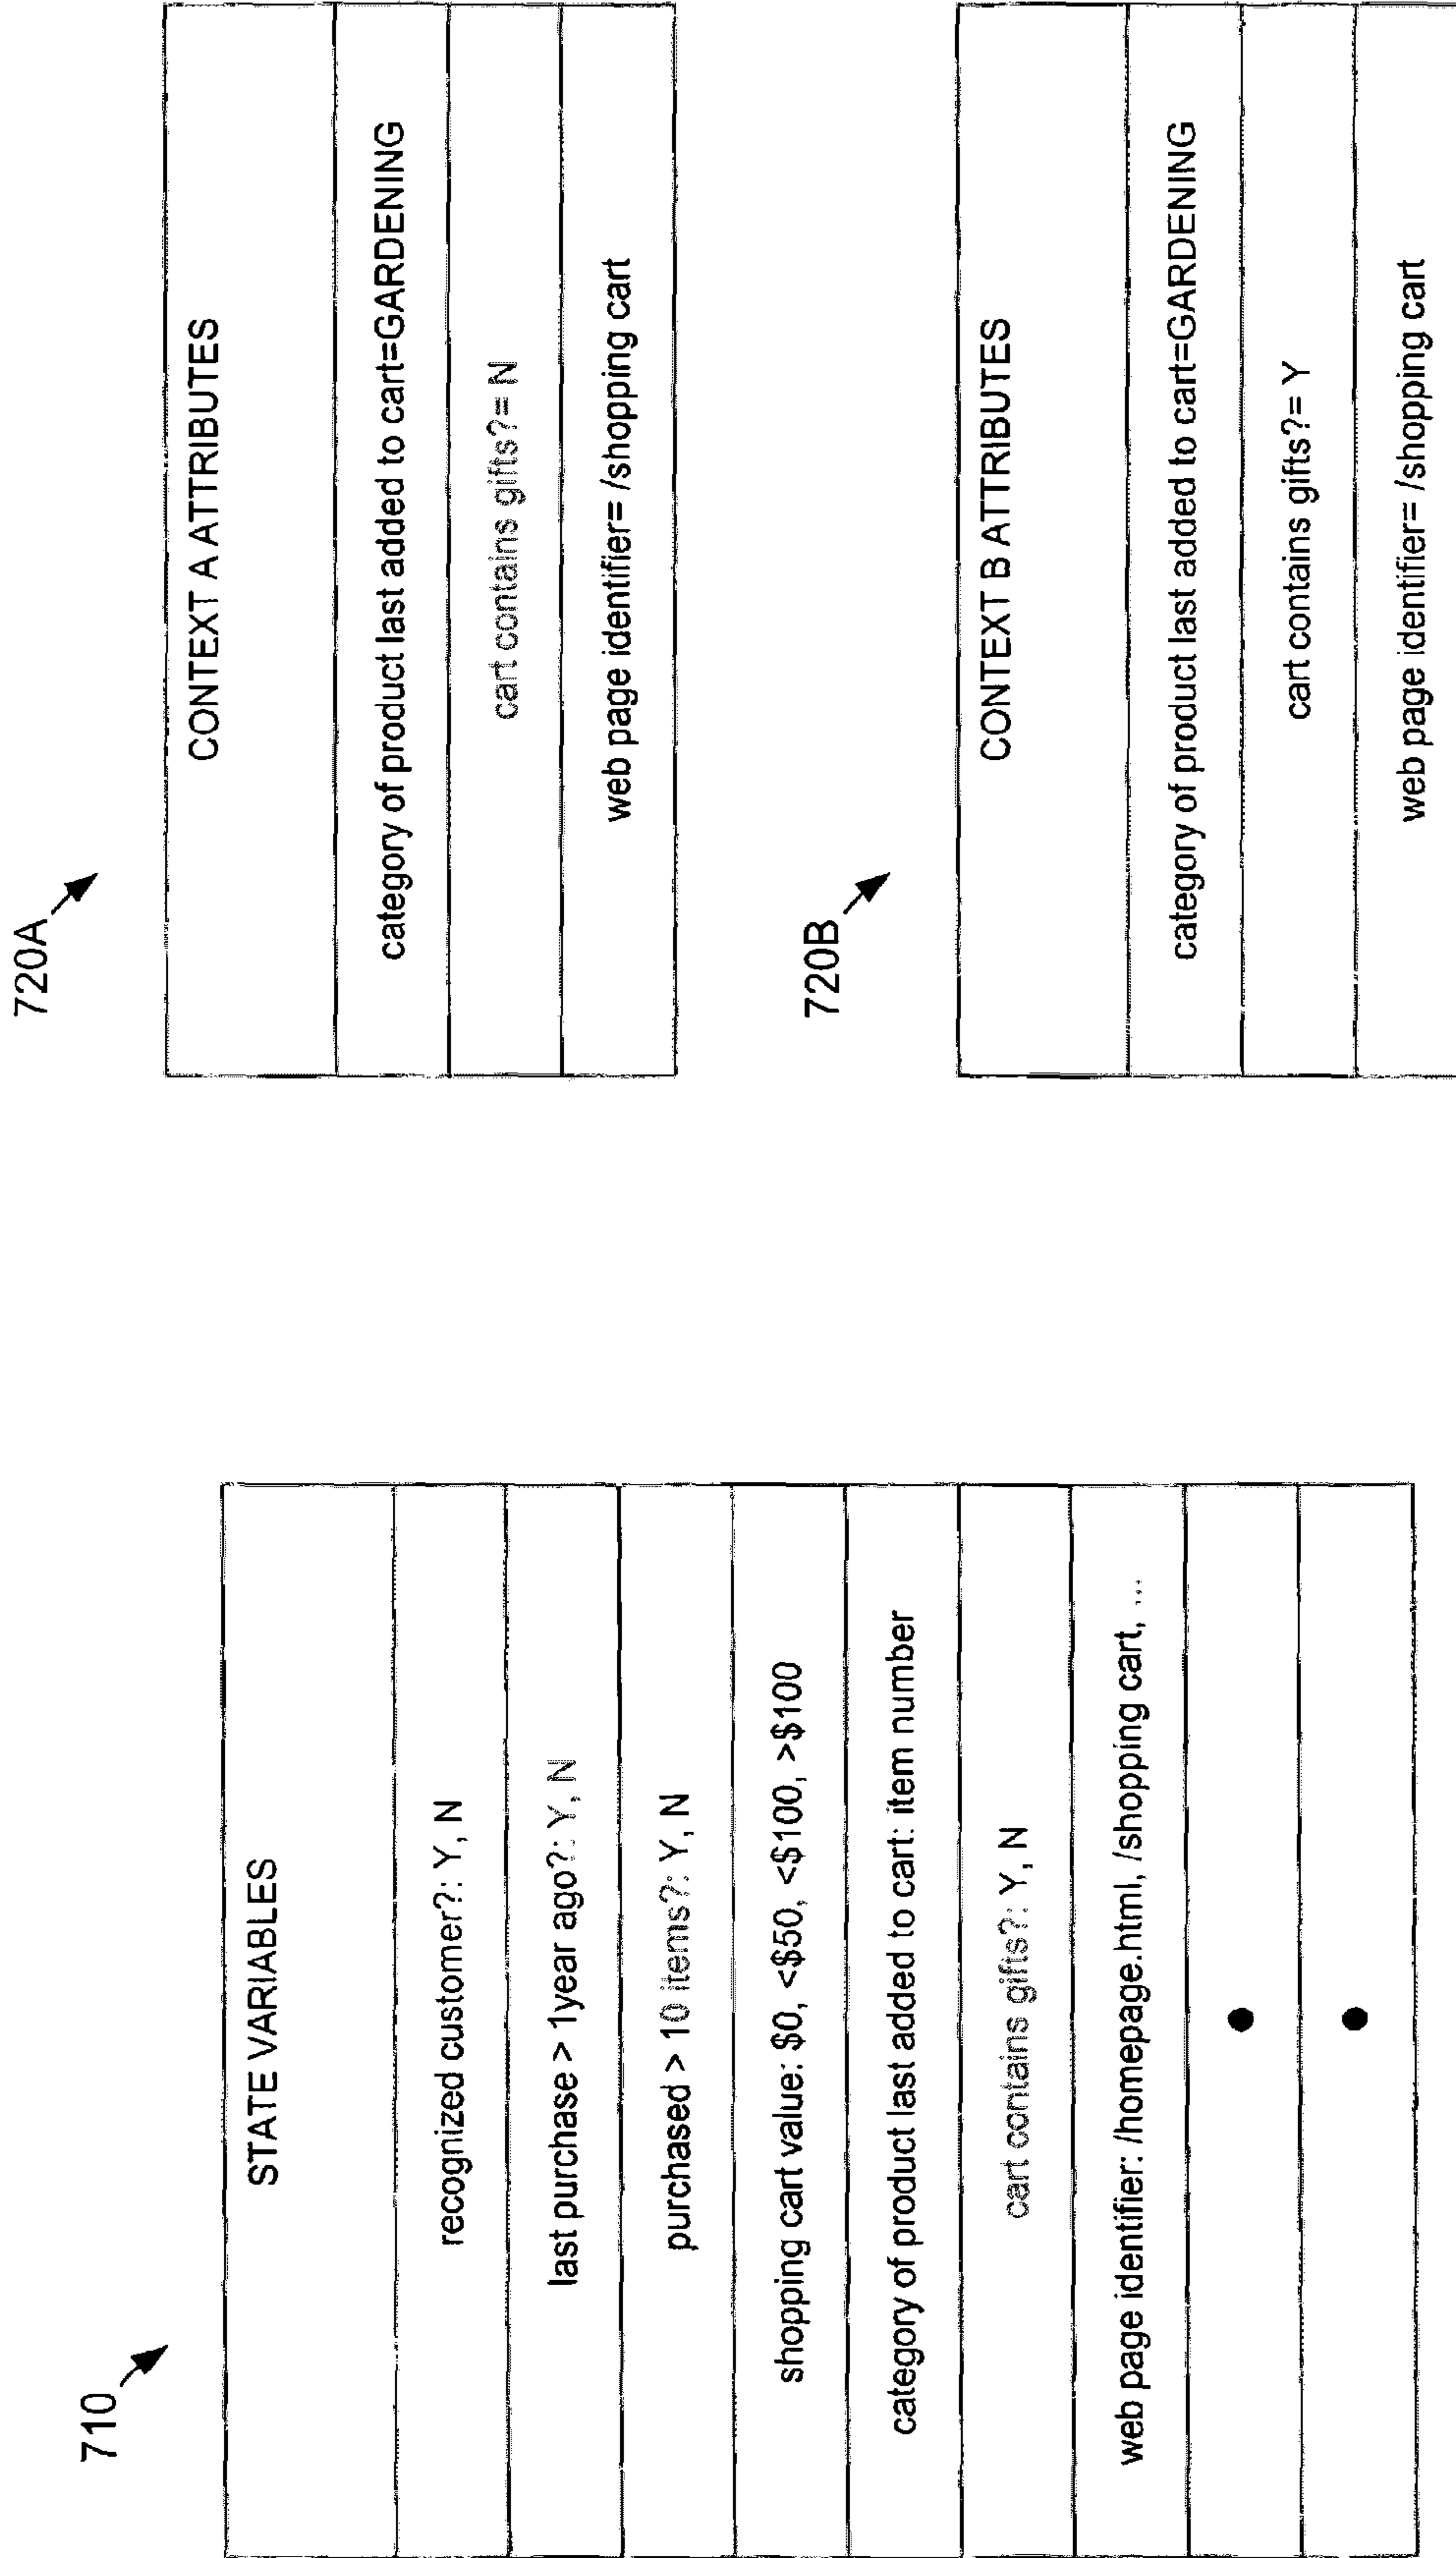 710
STATE VARIABLES
recognized customer?: Y, N
last purchase > 1year ago?: Y, N
purchased > 10 items?: Y, N
shopping cart value: $0, <$50, <$100, >$100
category of product last added to cart: item number
cart contains gifts?: Y, N
web page identifier: /homepage.html, /shopping cart, ...
720A
CONTEXT A ATTRIBUTES
category of product last added to cart=GARDENING
cart contains gifts?= N
web page identifier= /shopping cart
720B
CONTEXT B ATTRIBUTES
category of product last added to cart=GARDENING
cart contains gifts?= Y
web page identifier= /shopping cart